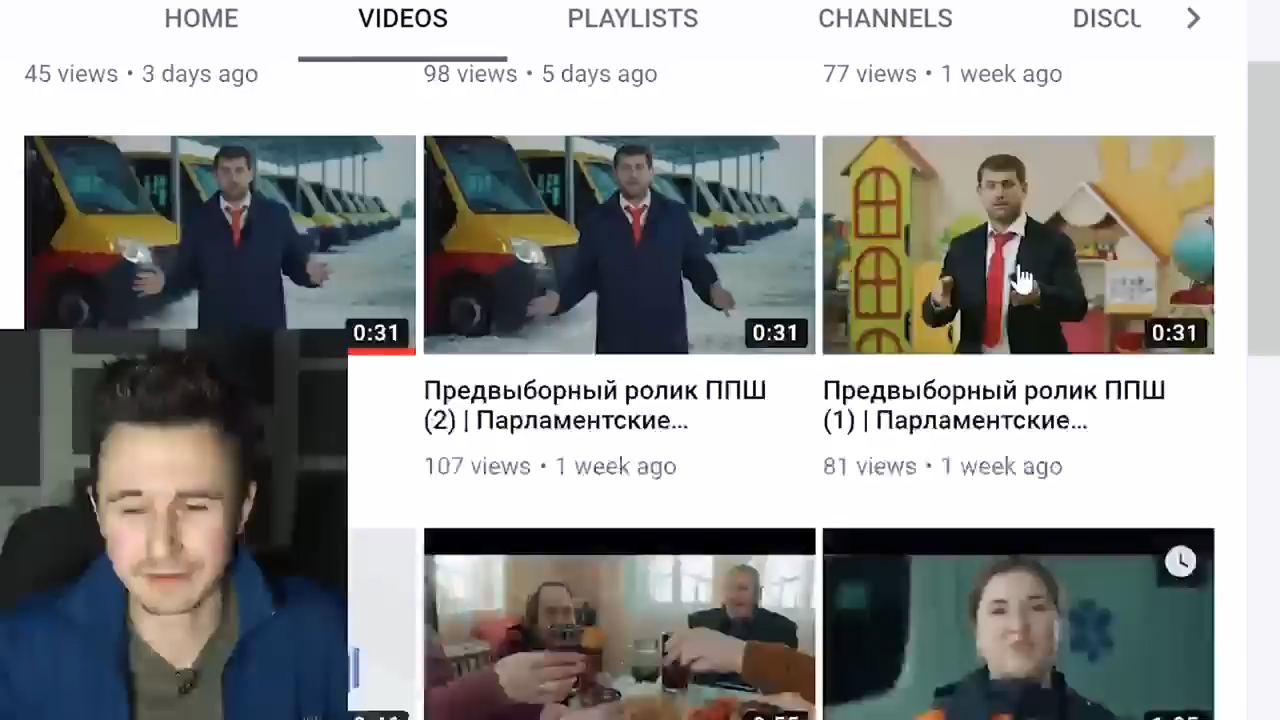 HOME VIDEOS PLAYLISTS CHANNELS
45 views • 3 days ago
98 views • 5 days ago
77 views • 1 week ago
0:31
0:31
0:31
Предвыборный ролик ППШ
(2) | Парламентские...
107 views • 1 week ago
Предвыборный ролик ППШ
(1) | Парламентские...
81 views • 1 week ago